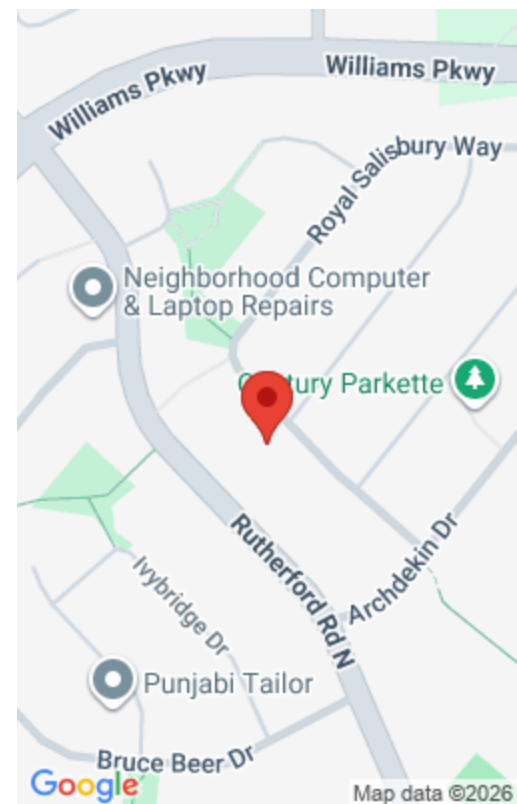 Williams Pkwy
Williams Pkwy
Royal Salisbury Way
Neighborhood Computer
& Laptop Repairs
Parkette
Rutherford Rd N
Archdekin Dr
Ivybridge Dr
Punjabi Tailor
Bruce Beer Dr
Google
Map data ©2026